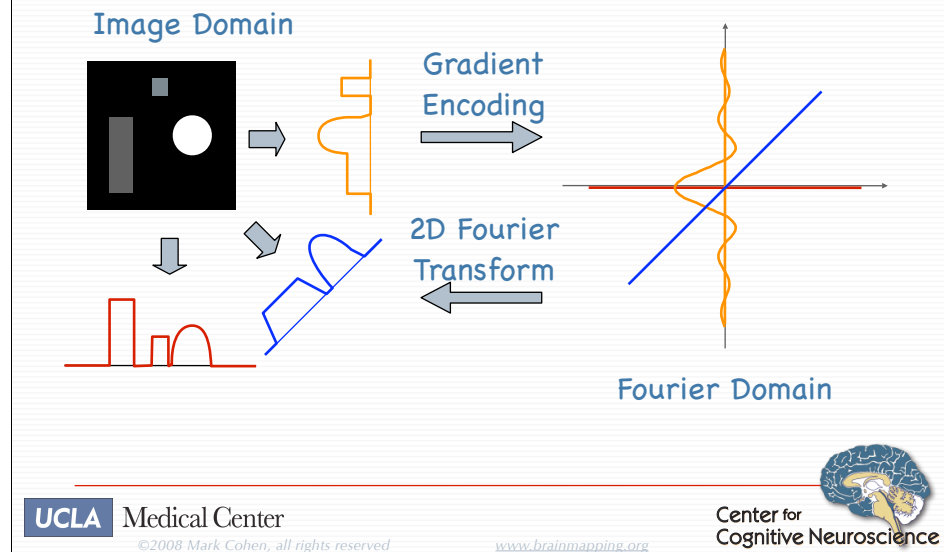 Image Domain
Gradient
Encoding
2D Fourier
Transform
Fourier Domain
UCLA Medical Center
Center for
Cognitive Neuroscience
©2008 Mark Cohen, all rights reserved
www.brainmapping.org